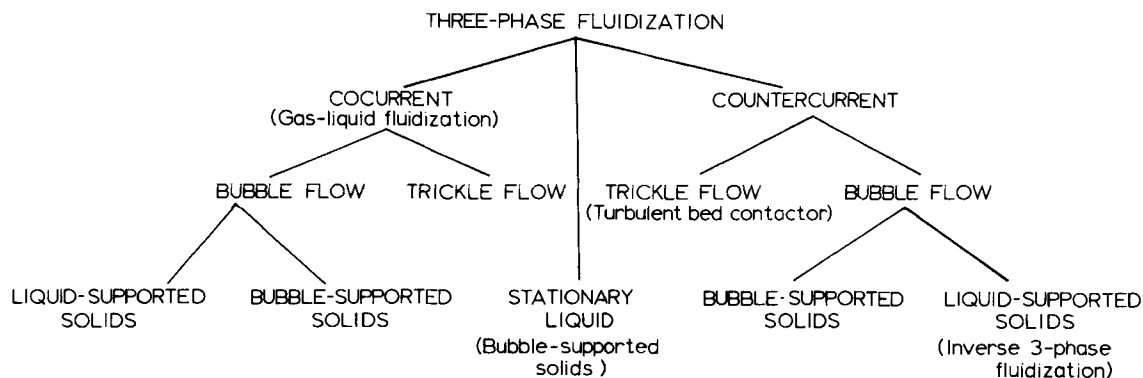 THREE-PHASE FLUIDIZATION
COCURRENT
(Gas-liquid fluidization)
COUNTERCURRENT
BUBBLE FLOW
TRICKLE FLOW
TRICKLE FLOW
(Turbulent bed contactor)
BUBBLE FLOW
LIQUID-SUPPORTED
SOLIDS
BUBBLE-SUPPORTED
SOLIDS
STATIONARY
LIQUID
(Bubble-supported
solids)
BUBBLE-SUPPORTED
SOLIDS
LIQUID-SUPPORTED
SOLIDS
(Inverse 3-phase
fluidization)